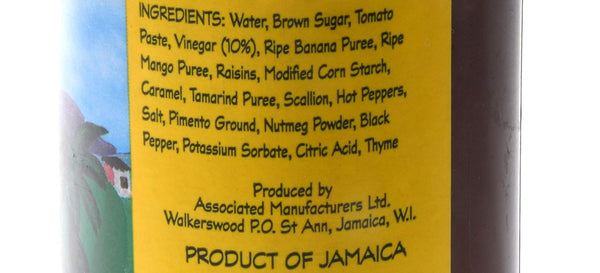 INGREDIENTS: Water, Brown Sugar, Tomato
Paste, Vinegar (10%), Ripe Banana Puree, Ripe
Mango Puree, Raisins, Modified Corn Starch,
Caramel, Tamarind Puree, Scallion, Hot Peppers,
Salt, Pimento Ground, Nutmeg Powder, Black
Pepper, Potassium Sorbate, Citric Acid, Thyme
Produced by
Associated Manufacturers Ltd.
Walkerswood P.O. St Ann, Jamaica, W.I.
PRODUCT OF JAMAICA